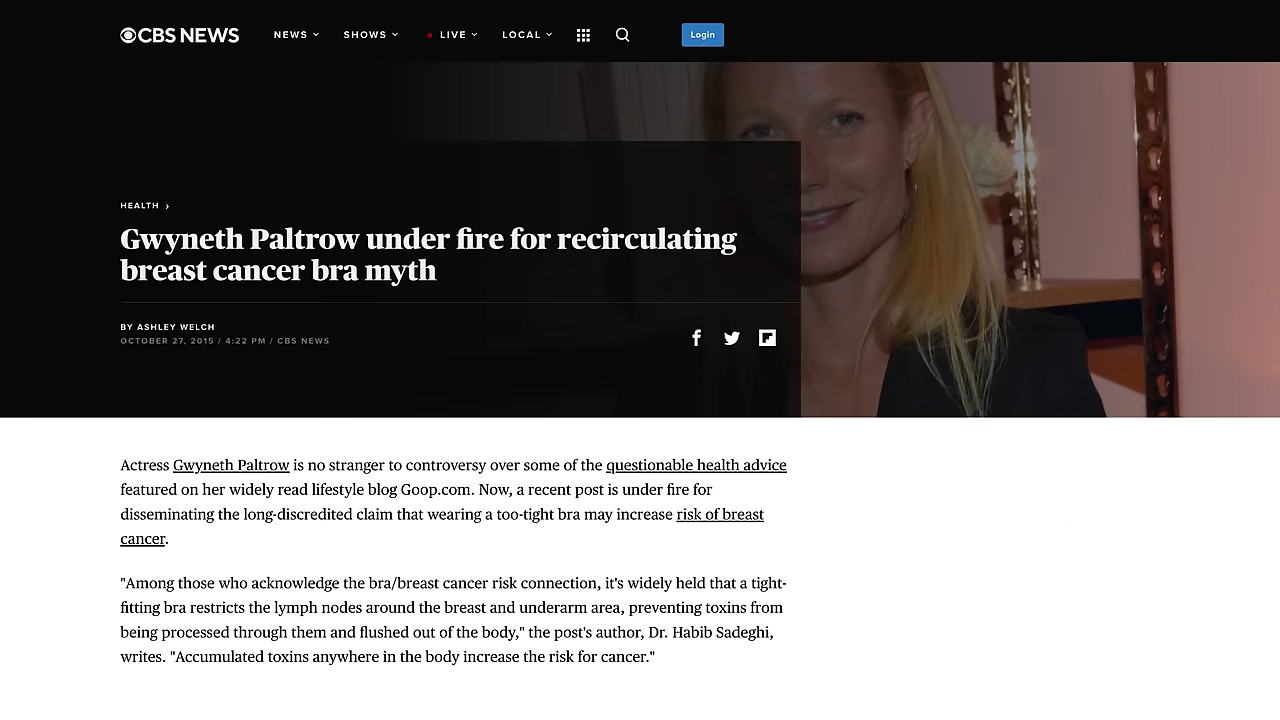 CBS NEWS NEWS SHOWS LIVE LOCAL Login
HEALTH
Gwyneth Paltrow under fire for recirculating
breast cancer bra myth
BY ASHLEY WELCH
OCTOBER 27, 2015 / 4:22 PM / CBS NEWS
Actress Gwyneth Paltrow is no stranger to controversy over some of the questionable health advice
featured on her widely read lifestyle blog Goop.com. Now, a recent post is under fire for
disseminating the long-discredited claim that wearing a too-tight bra may increase risk of breast
cancer.
"Among those who acknowledge the bra/breast cancer risk connection, it's widely held that a tight-
fitting bra restricts the lymph nodes around the breast and underarm area, preventing toxins from
being processed through them and flushed out of the body," the post's author, Dr. Habib Sadeghi,
writes. "Accumulated toxins anywhere in the body increase the risk for cancer."